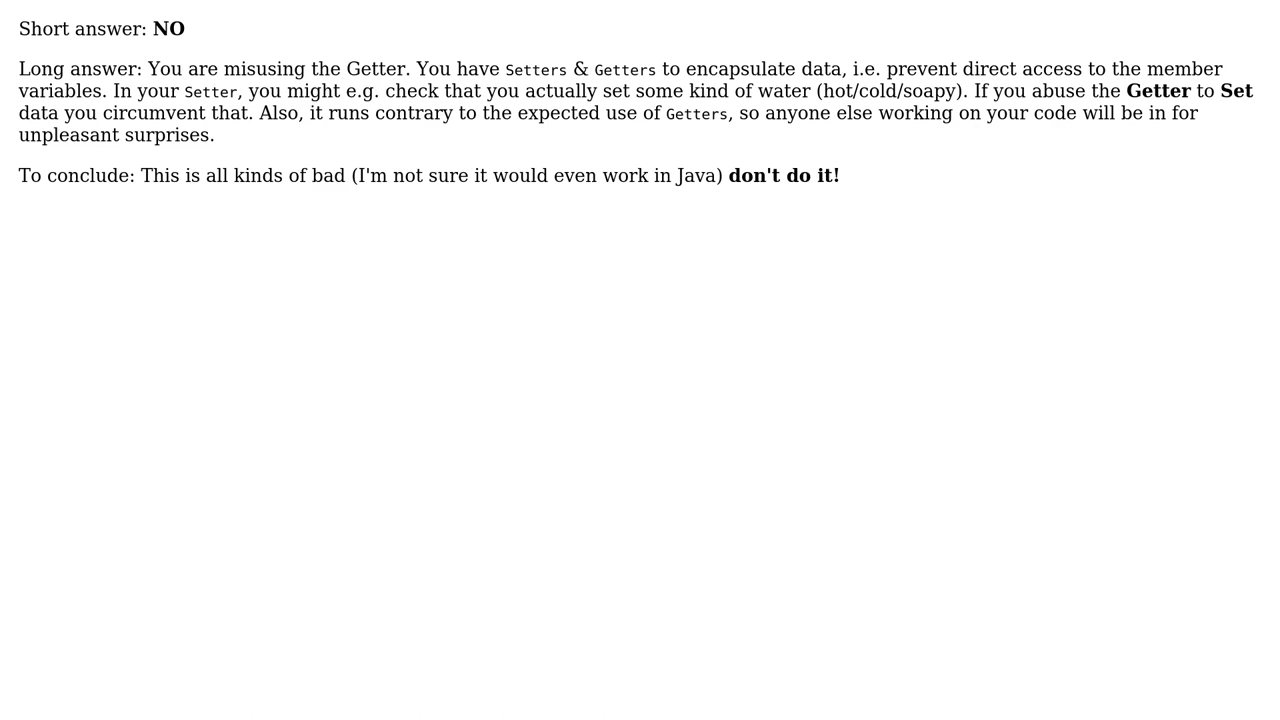 Short answer: NO
Long answer: You are misusing the Getter. You have Setters & Getters to encapsulate data, i.e. prevent direct access to the member
variables. In your Setter, you might e.g. check that you actually set some kind of water (hot/cold/soapy). If you abuse the Getter to Set
data you circumvent that. Also, it runs contrary to the expected use of Getters, so anyone else working on your code will be in for
unpleasant surprises.
To conclude: This is all kinds of bad (I'm not sure it would even work in Java) don't do it!